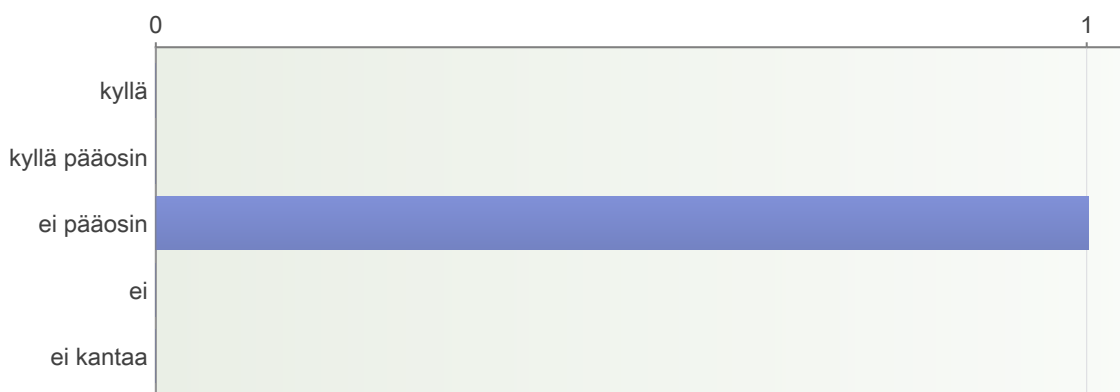 0 1
kyllä
kyllä pääosin
ei pääosin
ei
ei kantaa